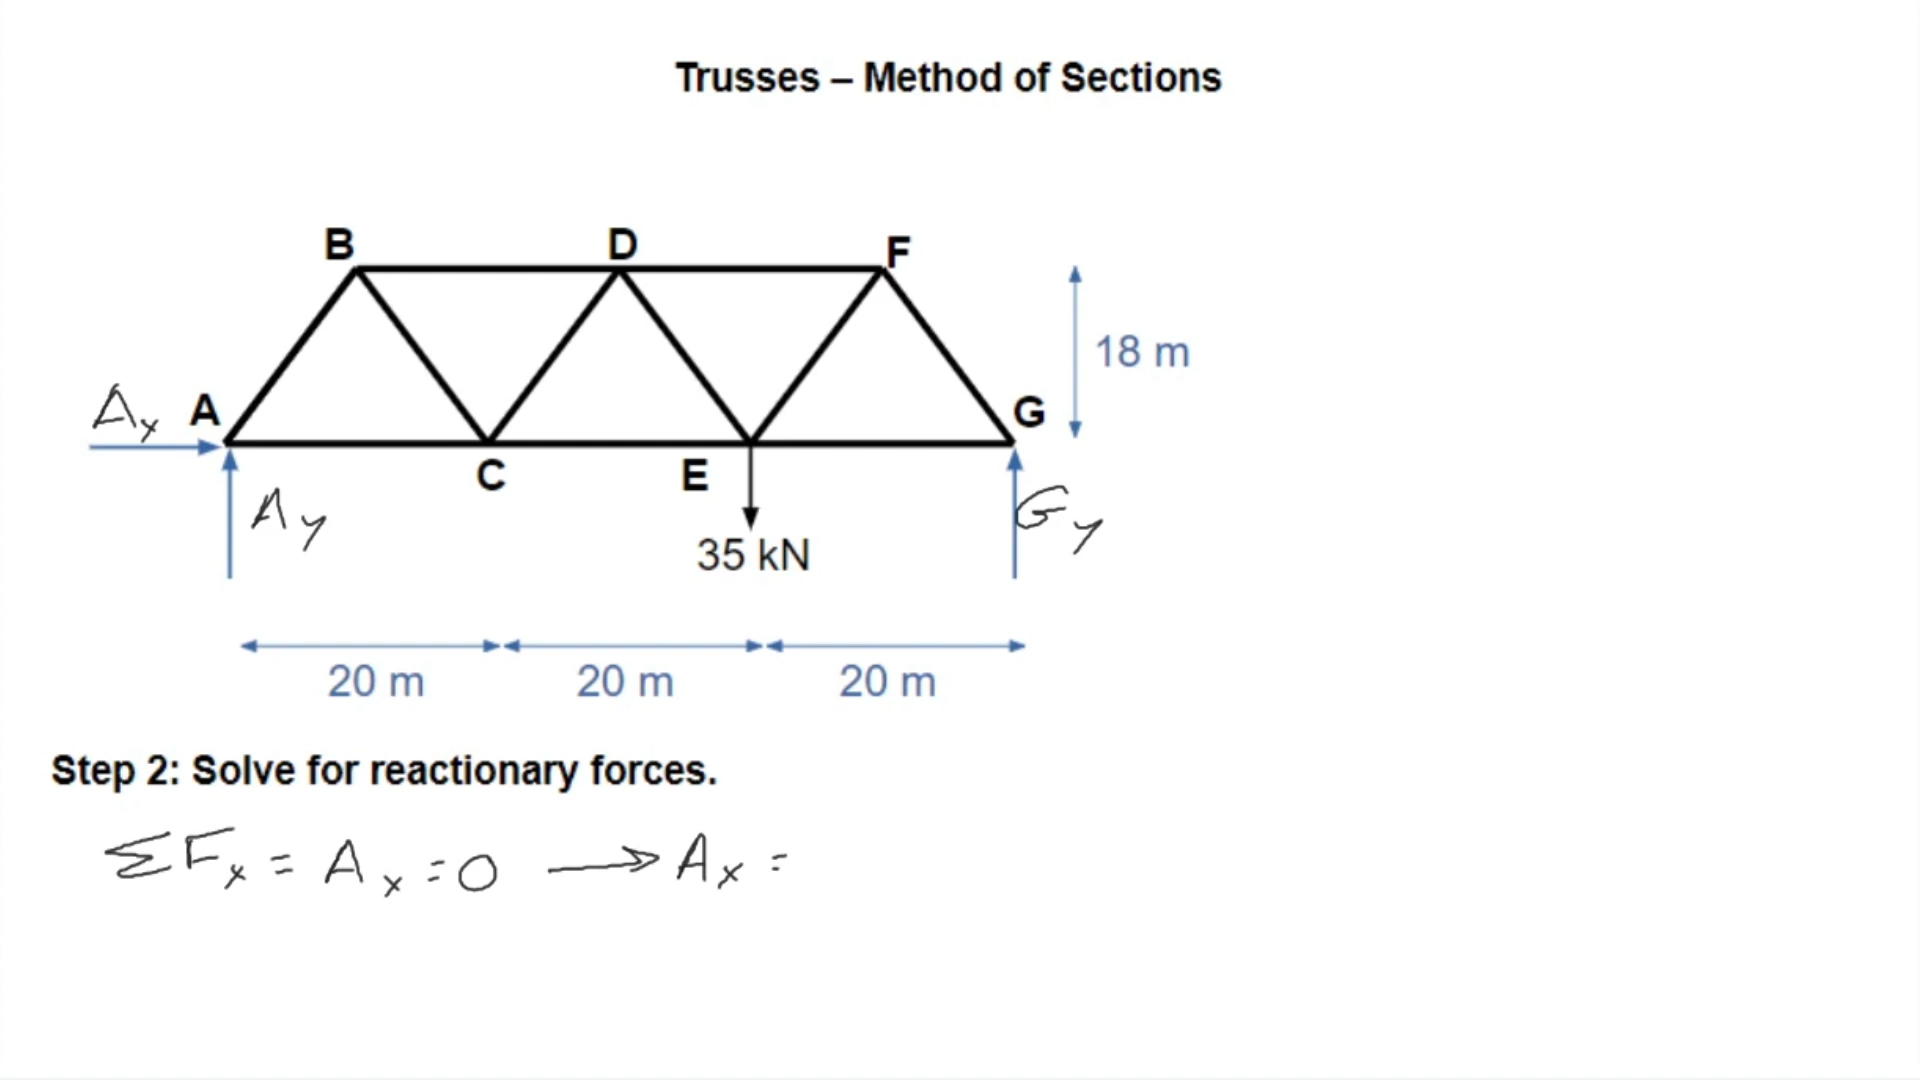 Trusses – Method of Sections
B D F
18 m
Ax A G
C E
Ay Gy
35 kN
20 m 20 m 20 m
Step 2: Solve for reactionary forces.
ΣFx = Ax = 0 → Ax =